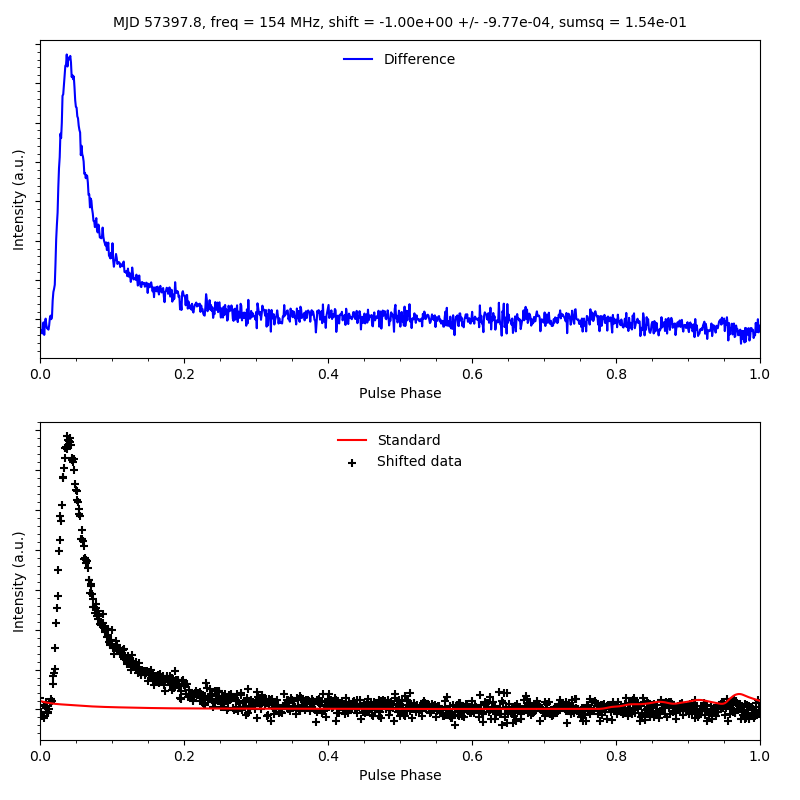 MJD 57397.8, freq = 154 MHz, shift = -1.00e+00 +/- -9.77e-04, sumsq = 1.54e-01
Difference
Intensity (a.u.)
0.0 0.2 0.4 0.6 0.8 1.0
Pulse Phase
Standard
Shifted data
Intensity (a.u.)
0.0 0.2 0.4 0.6 0.8 1.0
Pulse Phase